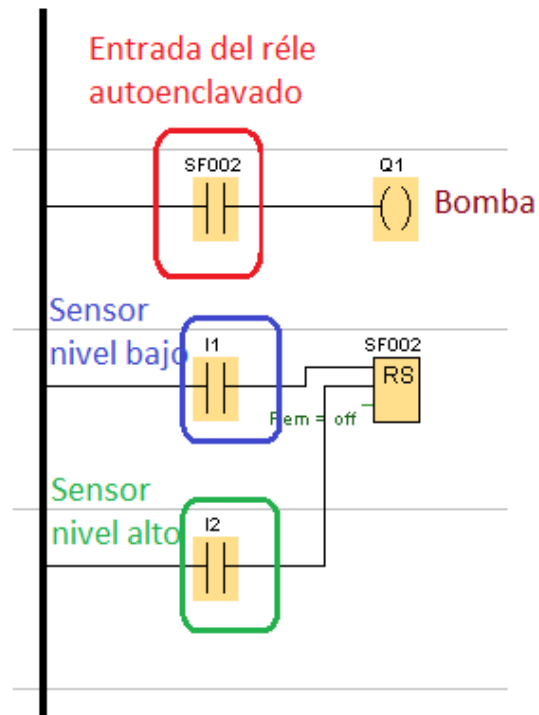 Entrada del réle
autoenclavado
SF002
Q1
Bomba
Sensor
nivel bajo
I1
SF002
RS
Rem = off
Sensor
nivel alto
I2